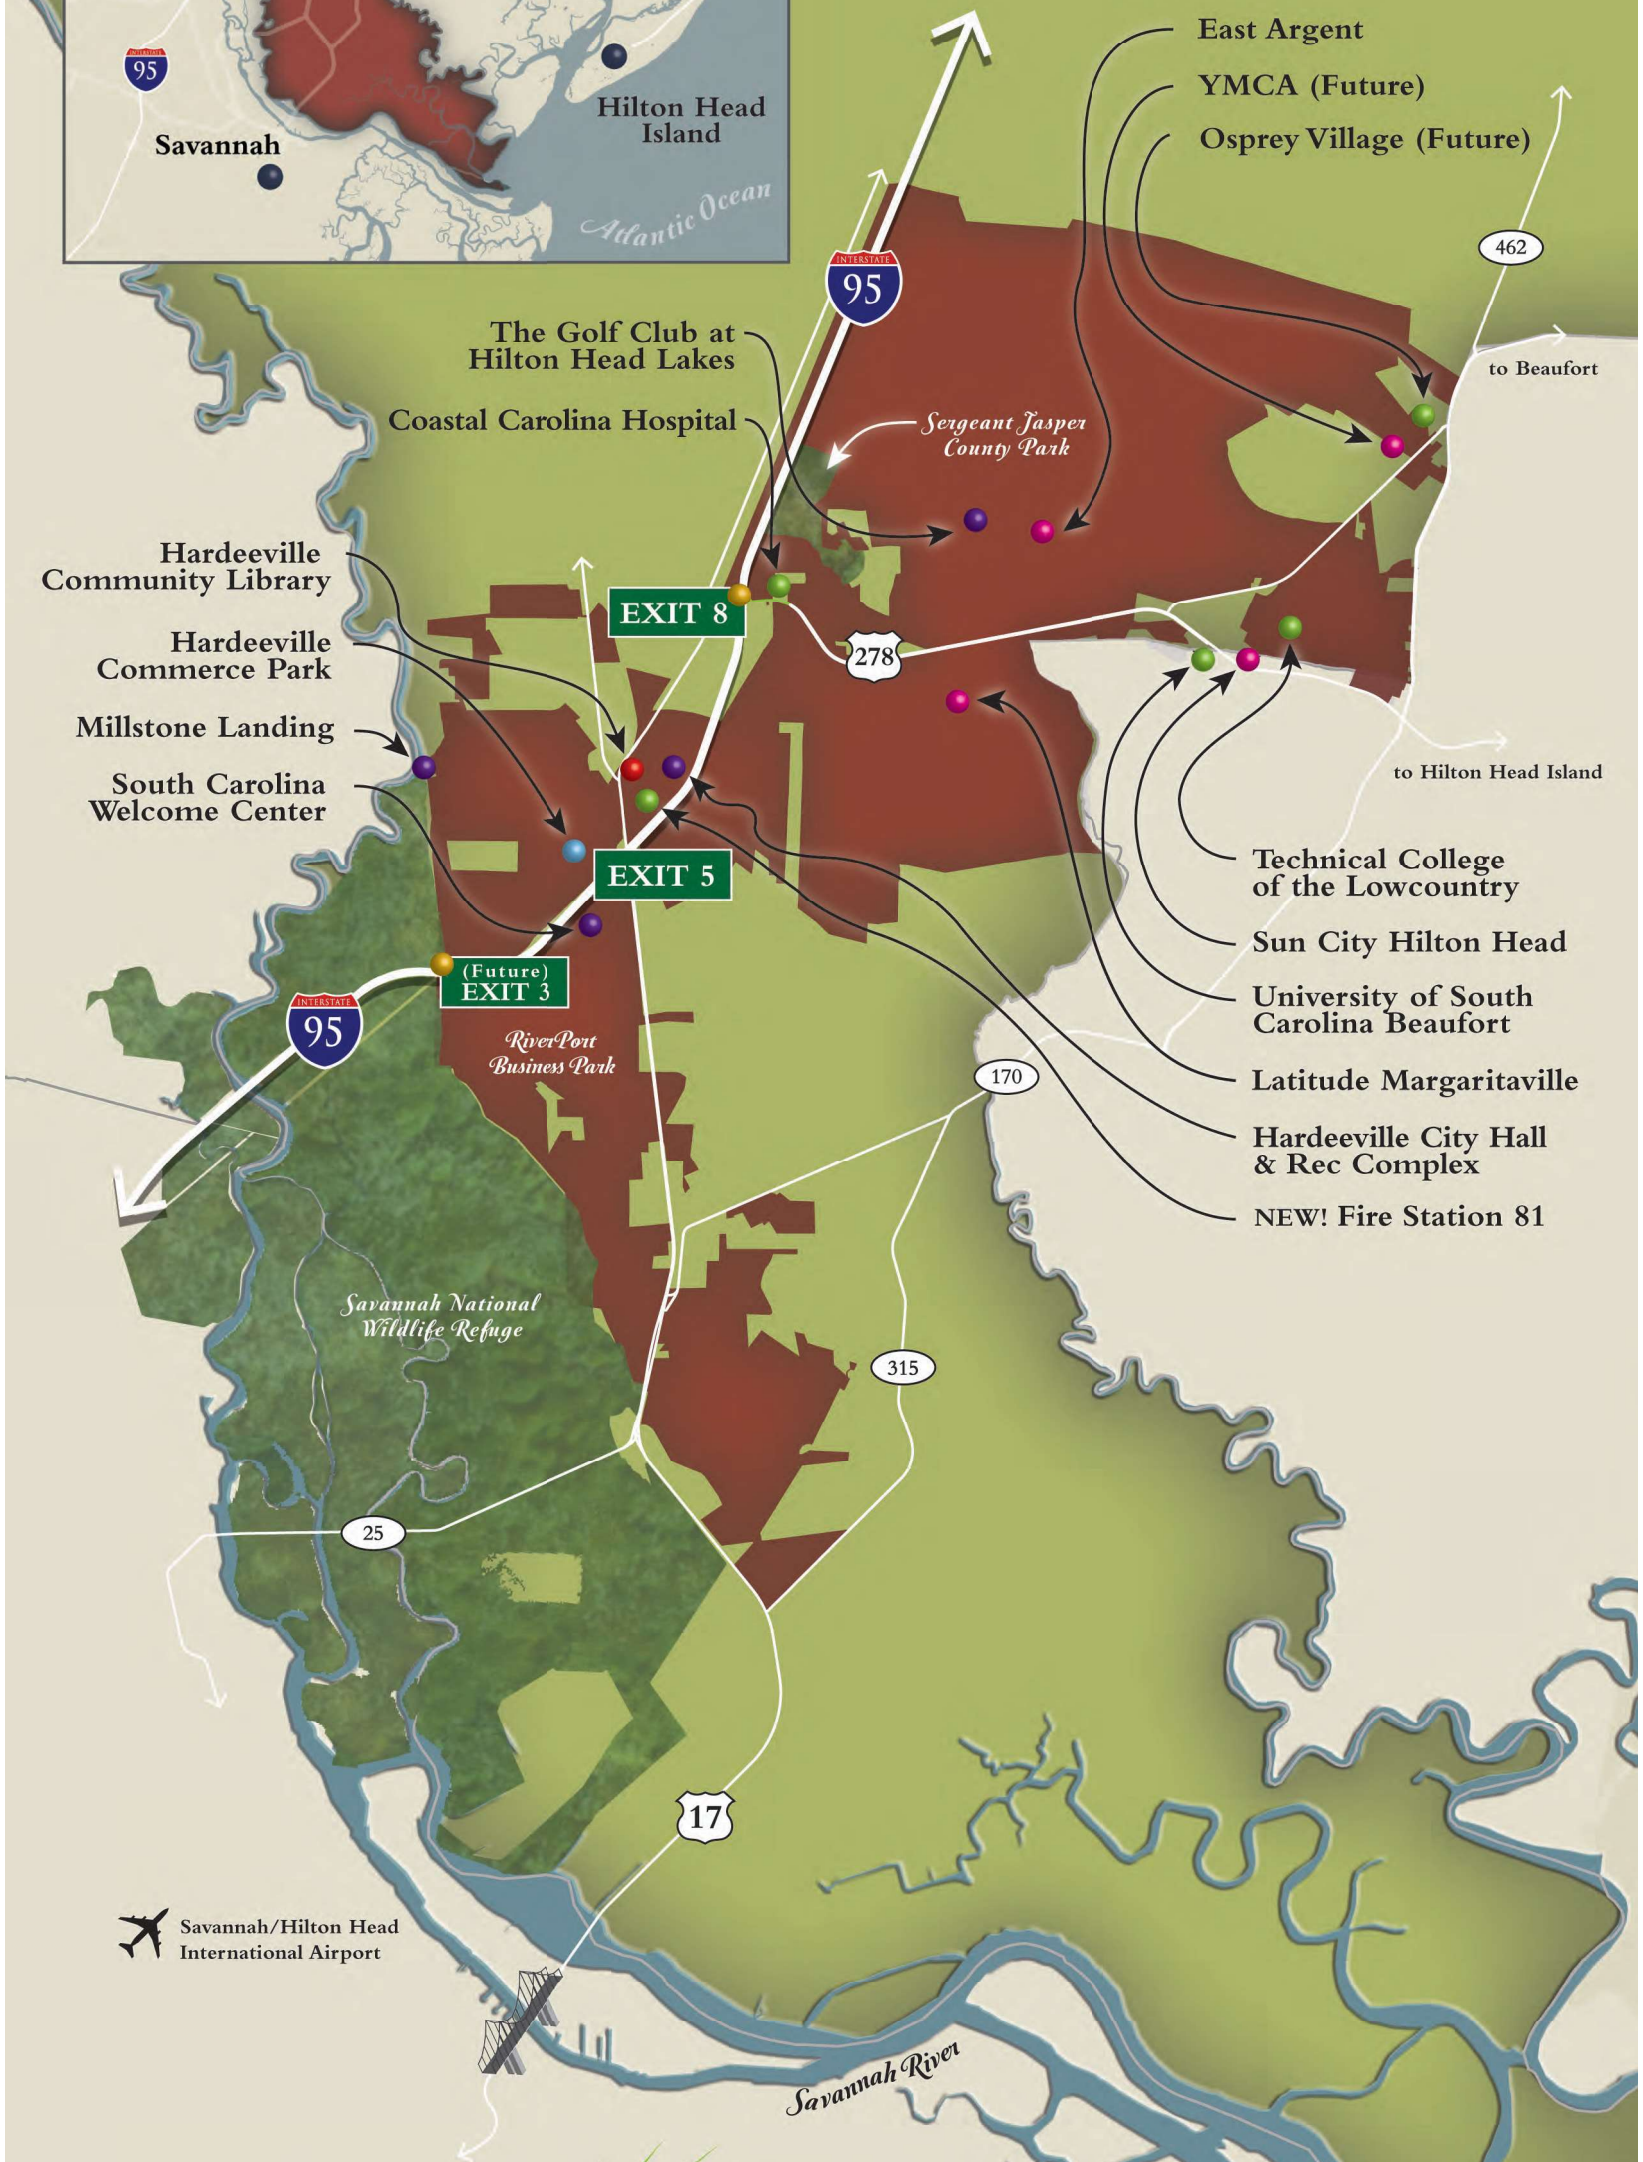 INTERSTATE
95
Savannah
Hilton Head
Island
Atlantic Ocean
East Argent
YMCA (Future)
Osprey Village (Future)
462
INTERSTATE
95
to Beaufort
The Golf Club at
Hilton Head Lakes
Coastal Carolina Hospital
Sergeant Jasper
County Park
Hardeeville
Community Library
Hardeeville
Commerce Park
Millstone Landing
South Carolina
Welcome Center
EXIT 8
278
EXIT 5
(Future)
EXIT 3
INTERSTATE
95
RiverPort
Business Park
to Hilton Head Island
Technical College
of the Lowcountry
Sun City Hilton Head
University of South
Carolina Beaufort
Latitude Margaritaville
Hardeeville City Hall
& Rec Complex
NEW! Fire Station 81
170
Savannah National
Wildlife Refuge
315
25
17
Savannah/Hilton Head
International Airport
Savannah River